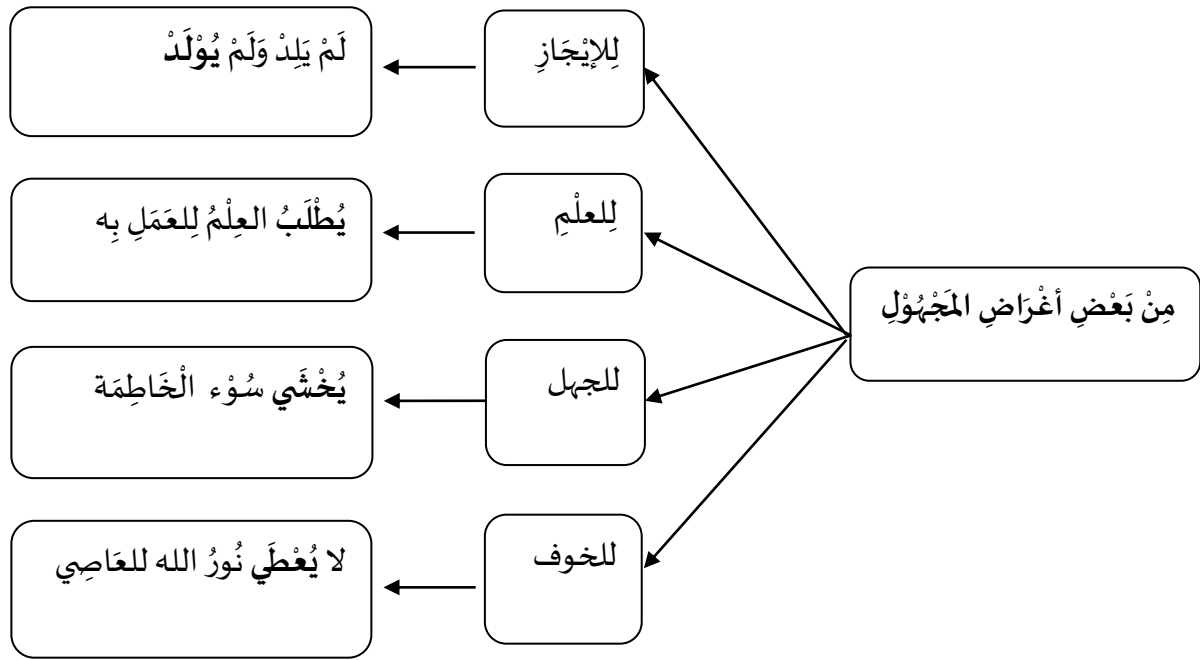 مِنْ بَعْضِ أغْرَاضِ المَجْهُوْلِ
لِلإيْجَازِ
لَمْ يَلِدْ وَلَمْ يُوْلَدْ
لِلعلْمِ
يُطْلَبُ العِلْمُ لِلعَمَلِ بِه
للجهل
يُخْشَي سُوْء الْخَاطِمَة
للخوف
لا يُعْطَي نُورُ الله للعَاصِي